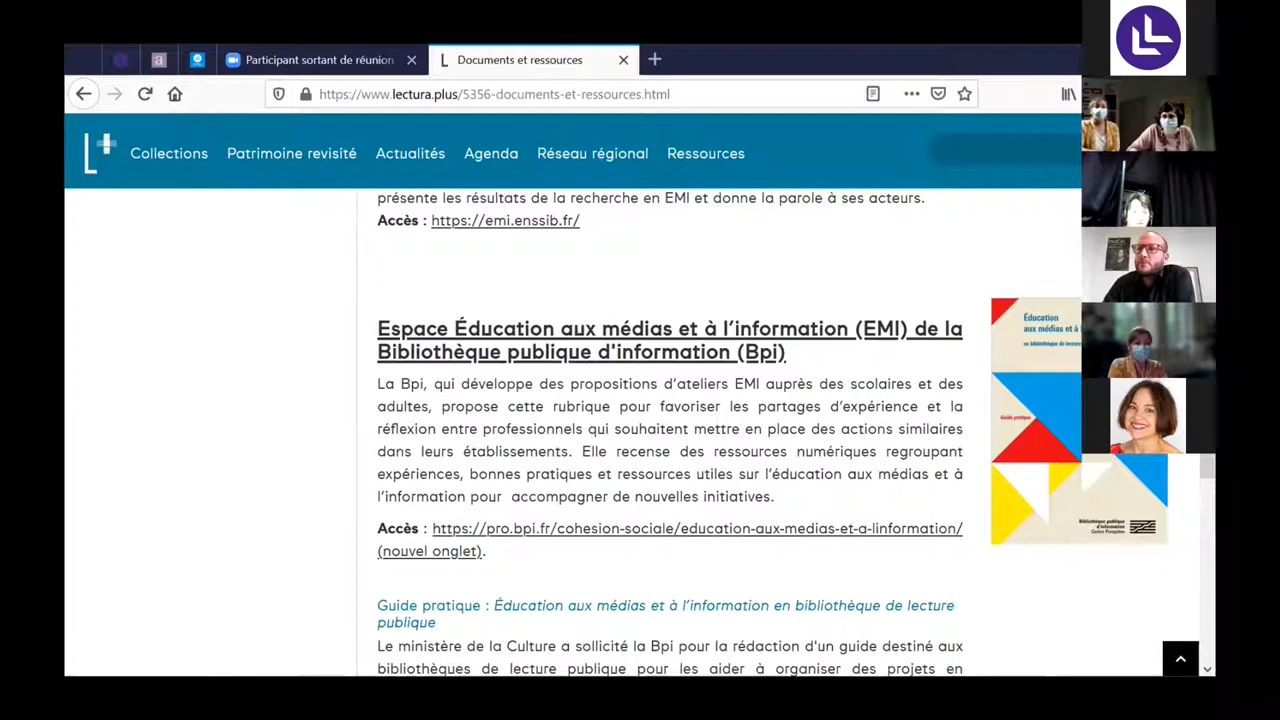 Participant sortant de réunion
Documents et ressources
https://www.lectura.plus/5356-documents-et-ressources.html
Collections Patrimoine revisité Actualités Agenda Réseau régional Ressources
présente les résultats de la recherche en EMI et donne la parole à ses acteurs.
Accès : https://emi.enssib.fr/
Espace Éducation aux médias et à l'information (EMI) de la
Bibliothèque publique d'information (Bpi)
La Bpi, qui développe des propositions d'ateliers EMI auprès des scolaires et des
adultes, propose cette rubrique pour favoriser les partages d'expérience et la
réflexion entre professionnels qui souhaitent mettre en place des actions similaires
dans leurs établissements. Elle recense des ressources numériques regroupant
expériences, bonnes pratiques et ressources utiles sur l'éducation aux médias et à
l'information pour accompagner de nouvelles initiatives.
Accès : https://pro.bpi.fr/cohesion-sociale/education-aux-medias-et-a-linformation/
(nouvel onglet).
Guide pratique : Éducation aux médias et à l'information en bibliothèque de lecture
publique
Le ministère de la Culture a sollicité la Bpi pour la rédaction d'un guide destiné aux
bibliothèques de lecture publique pour les aider à organiser des projets en
Éducation
aux médias et à l
en bibliothèque de lecture
Guide pratique
Bibliothèque publique
d'information
Centre Pompidou